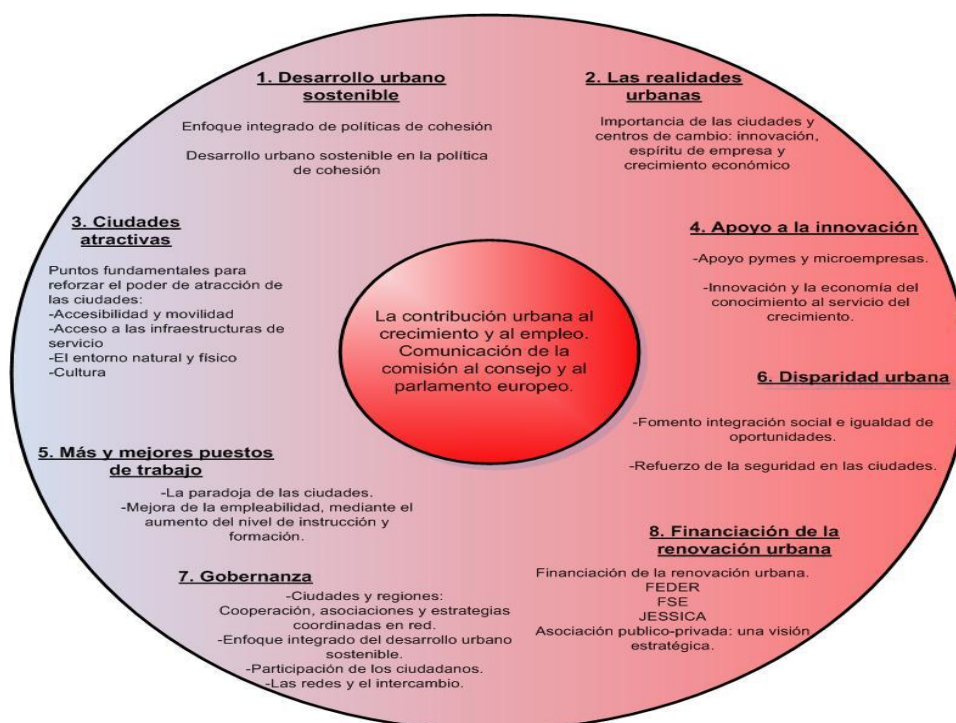 1. Desarrollo urbano
sostenible
Enfoque integrado de políticas de cohesión
Desarrollo urbano sostenible en la política
de cohesión
2. Las realidades
urbanas
Importancia de las ciudades y
centros de cambio: innovación,
espíritu de empresa y
crecimiento económico
3. Ciudades
atractivas
Puntos fundamentales para
reforzar el poder de atracción de
las ciudades:
-Accesibilidad y movilidad
-Acceso a las infraestructuras de
servicio
-El entorno natural y físico
-Cultura
4. Apoyo a la innovación
-Apoyo pymes y microempresas.
-Innovación y la economía del
conocimiento al servicio del
crecimiento.
La contribución urbana al
crecimiento y al empleo.
Comunicación de la
comisión al consejo y al
parlamento europeo.
5. Más y mejores puestos
de trabajo
-La paradoja de las ciudades.
-Mejora de la empleabilidad, mediante el
aumento del nivel de instrucción y
formación.
6. Disparidad urbana
-Fomento integración social e igualdad de
oportunidades.
-Refuerzo de la seguridad en las ciudades.
7. Gobernanza
-Ciudades y regiones:
Cooperación, asociaciones y estrategias
coordinadas en red.
-Enfoque integrado del desarrollo urbano
sostenible.
-Participación de los ciudadanos.
-Las redes y el intercambio.
8. Financiación de la
renovación urbana
Financiación de la renovación urbana.
FEDER
FSE
JESSICA
Asociación publico-privada: una visión
estratégica.